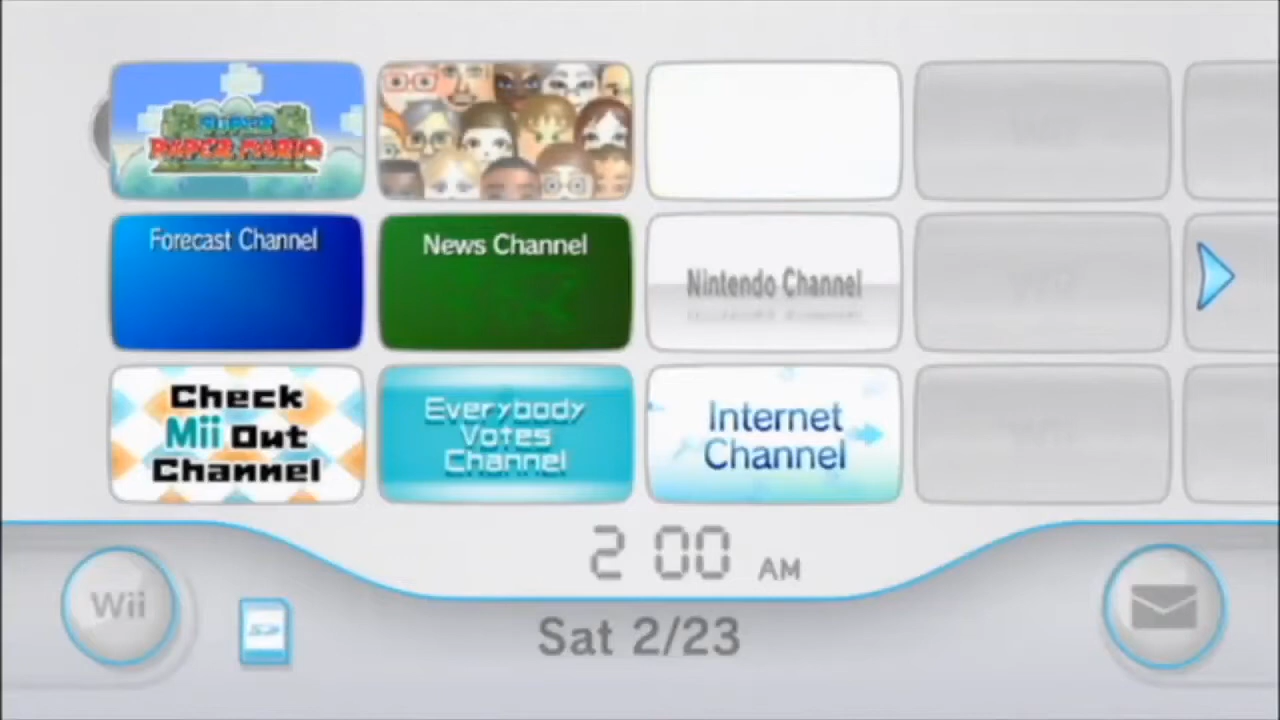 SUPER
PAPER MARIO
Forecast Channel
News Channel
Nintendo Channel
Check
Mii Out
Channel
Everybody
Votes
Channel
Internet
Channel
2 00 AM
Wii
SD
Sat 2/23